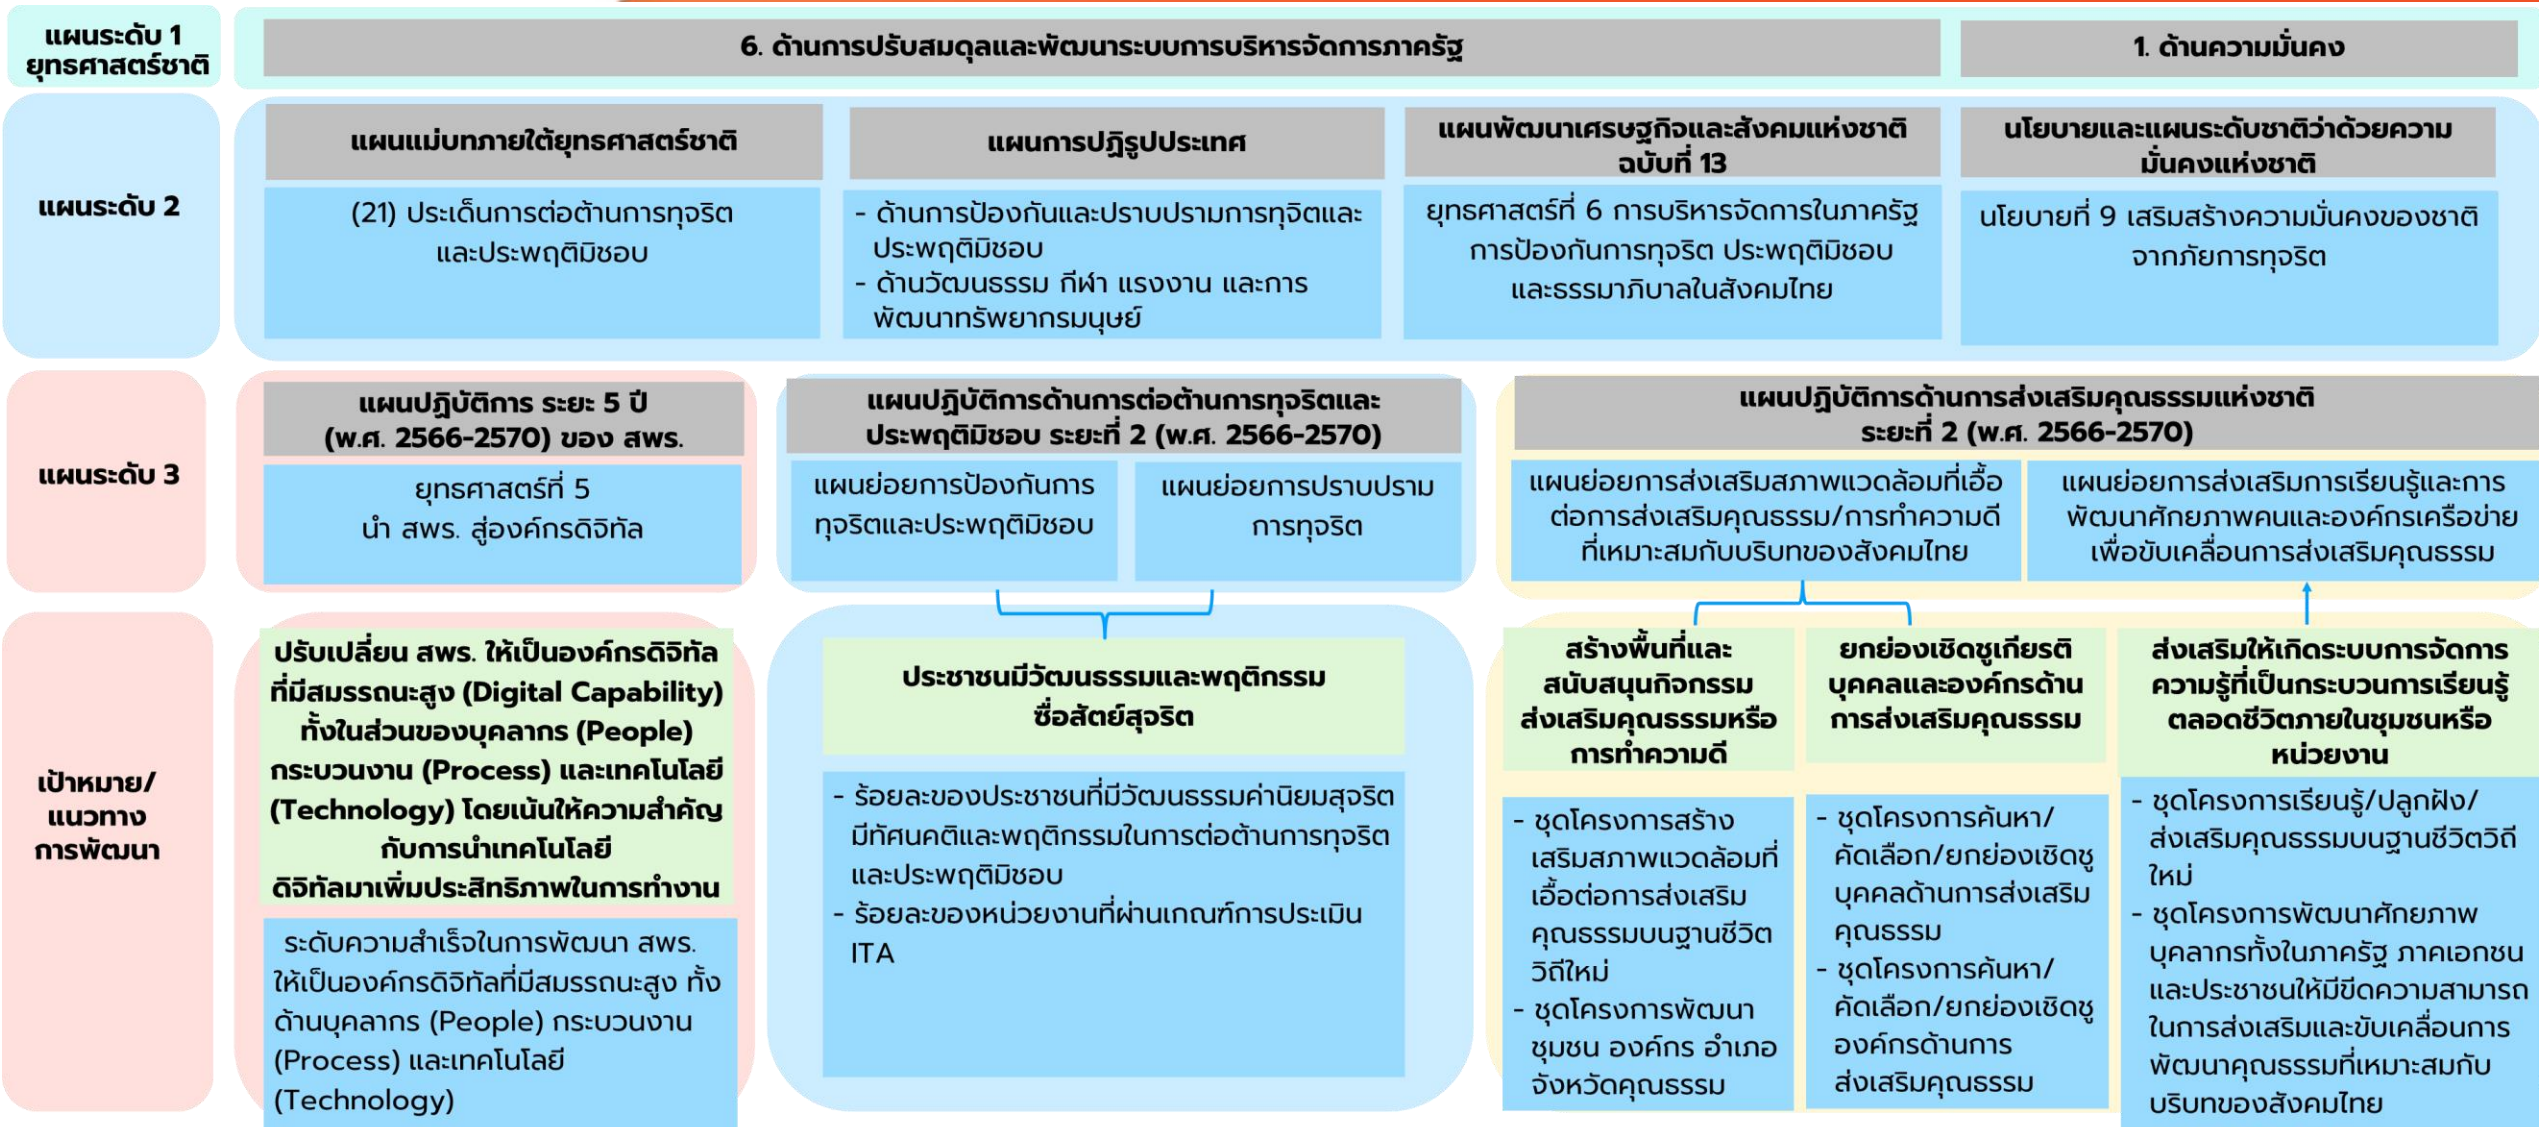 แผนระดับ 1
ยุทธศาสตร์ชาติ
6. ด้านการปรับสมดุลและพัฒนาระบบการบริหารจัดการภาครัฐ
1. ด้านความมั่นคง
แผนระดับ 2
แผนแม่บทภายใต้ยุทธศาสตร์ชาติ
(21) ประเด็นการต่อต้านการทุจริต
และประพฤติมิชอบ
แผนการปฏิรูปประเทศ
- ด้านการป้องกันและปราบปรามการทุจิตและ
ประพฤติมิชอบ
- ด้านวัฒนธรรม กีฬา แรงงาน และการ
พัฒนาทรัพยากรมนุษย์
แผนพัฒนาเศรษฐกิจและสังคมแห่งชาติ
ฉบับที่ 13
ยุทธศาสตร์ที่ 6 การบริหารจัดการในภาครัฐ
การป้องกันการทุจริต ประพฤติมิชอบ
และธรรมาภิบาลในสังคมไทย
นโยบายและแผนระดับชาติว่าด้วยความ
มั่นคงแห่งชาติ
นโยบายที่ 9 เสริมสร้างความมั่นคงของชาติ
จากภัยการทุจริต
แผนระดับ 3
แผนปฏิบัติการ ระยะ 5 ปี
(พ.ศ. 2566-2570) ของ สพร.
ยุทธศาสตร์ที่ 5
นำ สพร. สู่องค์กรดิจิทัล
แผนปฏิบัติการด้านการต่อต้านการทุจริตและ
ประพฤติมิชอบ ระยะที่ 2 (พ.ศ. 2566-2570)
แผนย่อยการป้องกันการ
ทุจริตและประพฤติมิชอบ
แผนย่อยการปราบปราม
การทุจริต
แผนปฏิบัติการด้านการส่งเสริมคุณธรรมแห่งชาติ
ระยะที่ 2 (พ.ศ. 2566-2570)
แผนย่อยการส่งเสริมสภาพแวดล้อมที่เอื้อ
ต่อการส่งเสริมคุณธรรม/การทำความดี
ที่เหมาะสมกับบริบทของสังคมไทย
แผนย่อยการส่งเสริมการเรียนรู้และการ
พัฒนาศักยภาพคนและองค์กรเครือข่าย
เพื่อขับเคลื่อนการส่งเสริมคุณธรรม
เป้าหมาย/
แนวทาง
การพัฒนา
ปรับเปลี่ยน สพร. ให้เป็นองค์กรดิจิทัล
ที่มีสมรรถนะสูง (Digital Capability)
ทั้งในส่วนของบุคลากร (People)
กระบวนงาน (Process) และเทคโนโลยี
(Technology) โดยเน้นให้ความสำคัญ
กับการนำเทคโนโลยี
ดิจิทัลมาเพิ่มประสิทธิภาพในการทำงาน
ระดับความสำเร็จในการพัฒนา สพร.
ให้เป็นองค์กรดิจิทัลที่มีสมรรถนะสูง ทั้ง
ด้านบุคลากร (People) กระบวนงาน
(Process) และเทคโนโลยี
(Technology)
ประชาชนมีวัฒนธรรมและพฤติกรรม
ซื่อสัตย์สุจริต
- ร้อยละของประชาชนที่มีวัฒนธรรมค่านิยมสุจริต
มีทัศนคติและพฤติกรรมในการต่อต้านการทุจริต
และประพฤติมิชอบ
- ร้อยละของหน่วยงานที่ผ่านเกณฑ์การประเมิน
ITA
สร้างพื้นที่และ
สนับสนุนกิจกรรม
ส่งเสริมคุณธรรมหรือ
การทำความดี
- ชุดโครงการสร้าง
เสริมสภาพแวดล้อมที่
เอื้อต่อการส่งเสริม
คุณธรรมบนฐานชีวิต
วิถีใหม่
- ชุดโครงการพัฒนา
ชุมชน องค์กร อำเภอ
จังหวัดคุณธรรม
ยกย่องเชิดชูเกียรติ
บุคคลและองค์กรด้าน
การส่งเสริมคุณธรรม
- ชุดโครงการค้นหา/
คัดเลือก/ยกย่องเชิดชู
บุคคลด้านการส่งเสริม
คุณธรรม
- ชุดโครงการค้นหา/
คัดเลือก/ยกย่องเชิดชู
องค์กรด้านการ
ส่งเสริมคุณธรรม
ส่งเสริมให้เกิดระบบการจัดการ
ความรู้ที่เป็นกระบวนการเรียนรู้
ตลอดชีวิตภายในชุมชนหรือ
หน่วยงาน
- ชุดโครงการเรียนรู้/ปลูกฝัง/
ส่งเสริมคุณธรรมบนฐานชีวิตวิถี
ใหม่
- ชุดโครงการพัฒนาศักยภาพ
บุคลากรทั้งในภาครัฐ ภาคเอกชน
และประชาชนให้มีขีดความสามารถ
ในการส่งเสริมและขับเคลื่อนการ
พัฒนาคุณธรรมที่เหมาะสมกับ
บริบทของสังคมไทย